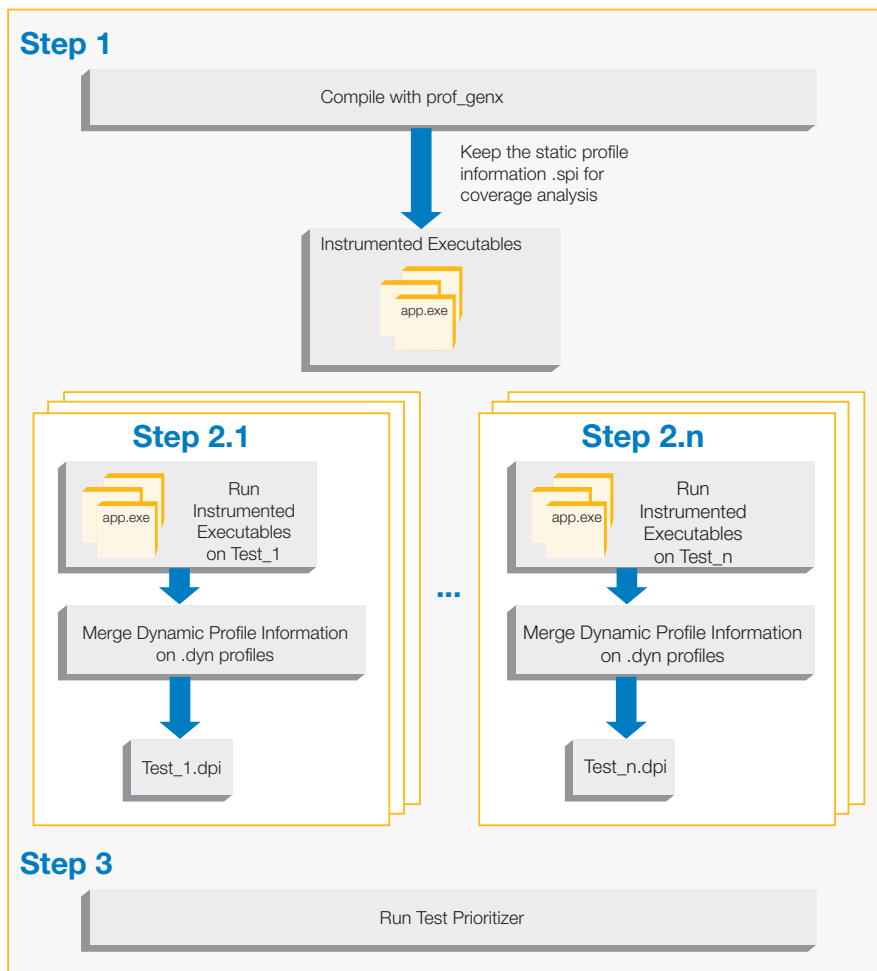 Step 1
Compile with prof_genx
Keep the static profile
information .spi for
coverage analysis
Instrumented Executables
app.exe
Step 2.1
app.exe
Run
Instrumented
Executables
on Test_1
Merge Dynamic Profile Information
on .dyn profiles
Test_1.dpi
...
Step 2.n
app.exe
Run
Instrumented
Executables
on Test_n
Merge Dynamic Profile Information
on .dyn profiles
Test_n.dpi
Step 3
Run Test Prioritizer